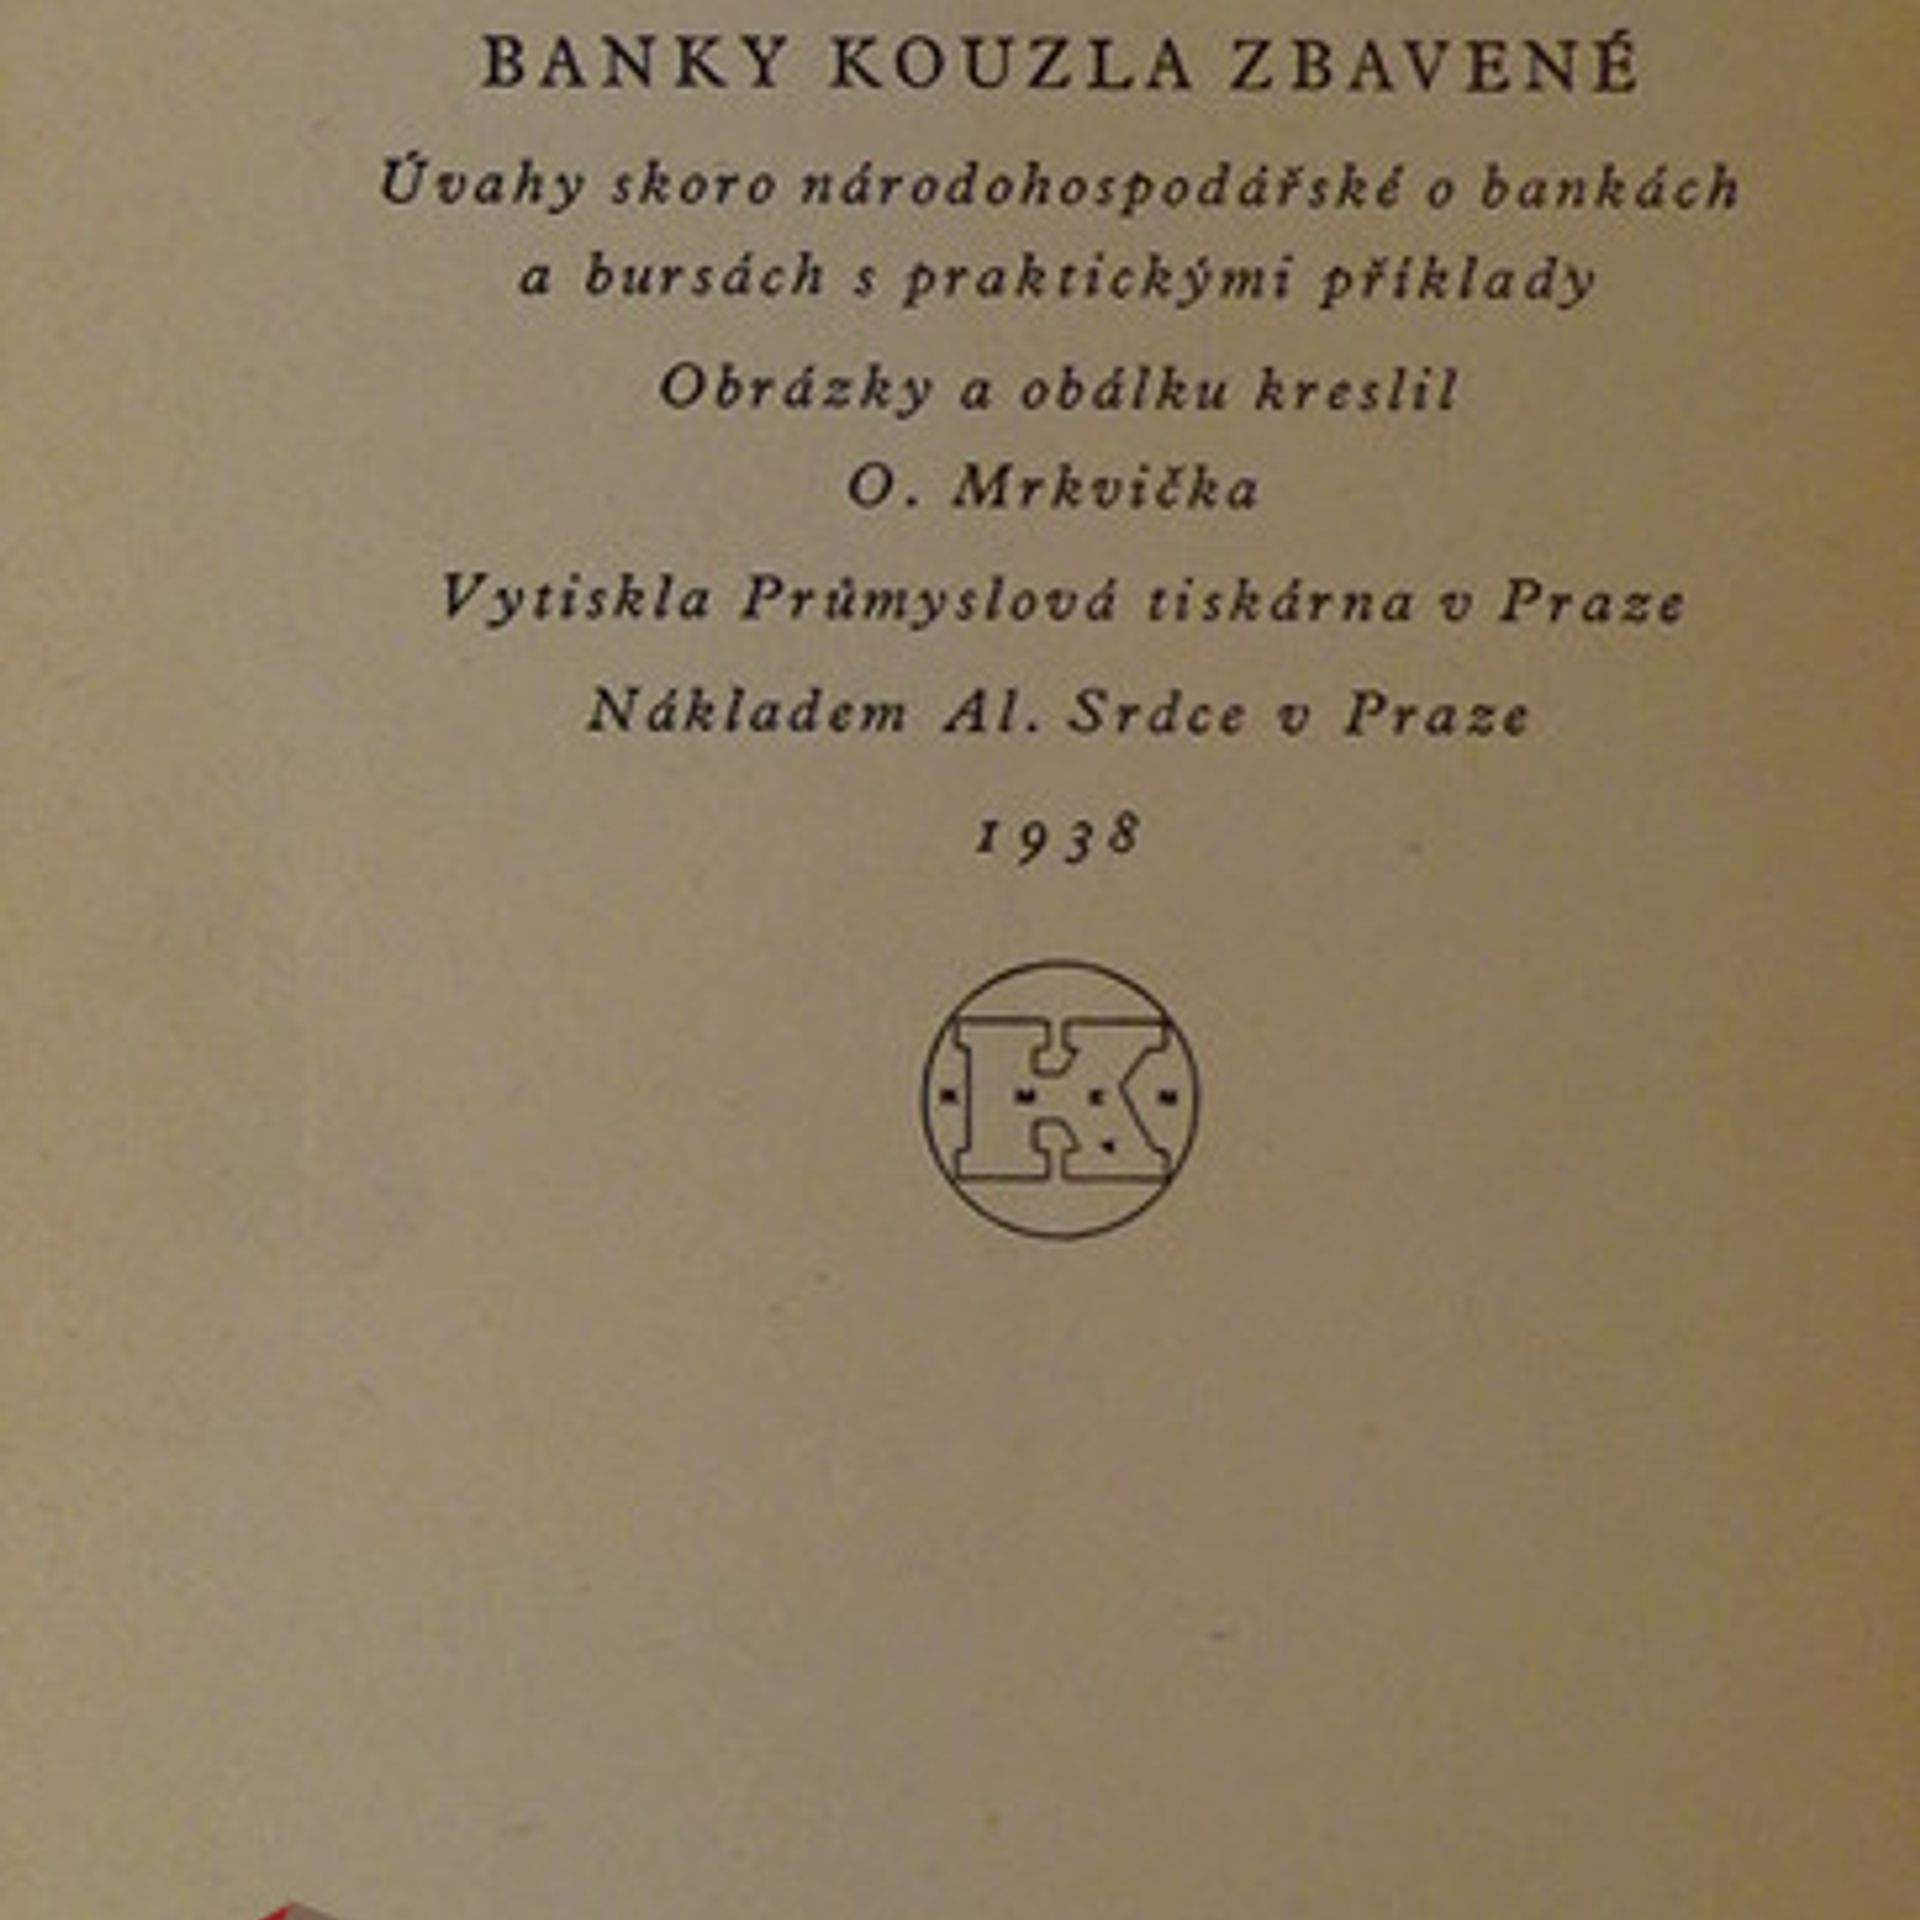 BANKY KOUZLA ZBAVENÉ
Úvahy skoro národohospodářské o bankách
a bursách s praktickými příklady
Obrázky a obálku kreslil
O. Mrkvička
Vytiskla Průmyslová tiskárna v Praze
Nákladem Al. Srdce v Praze
1938
K